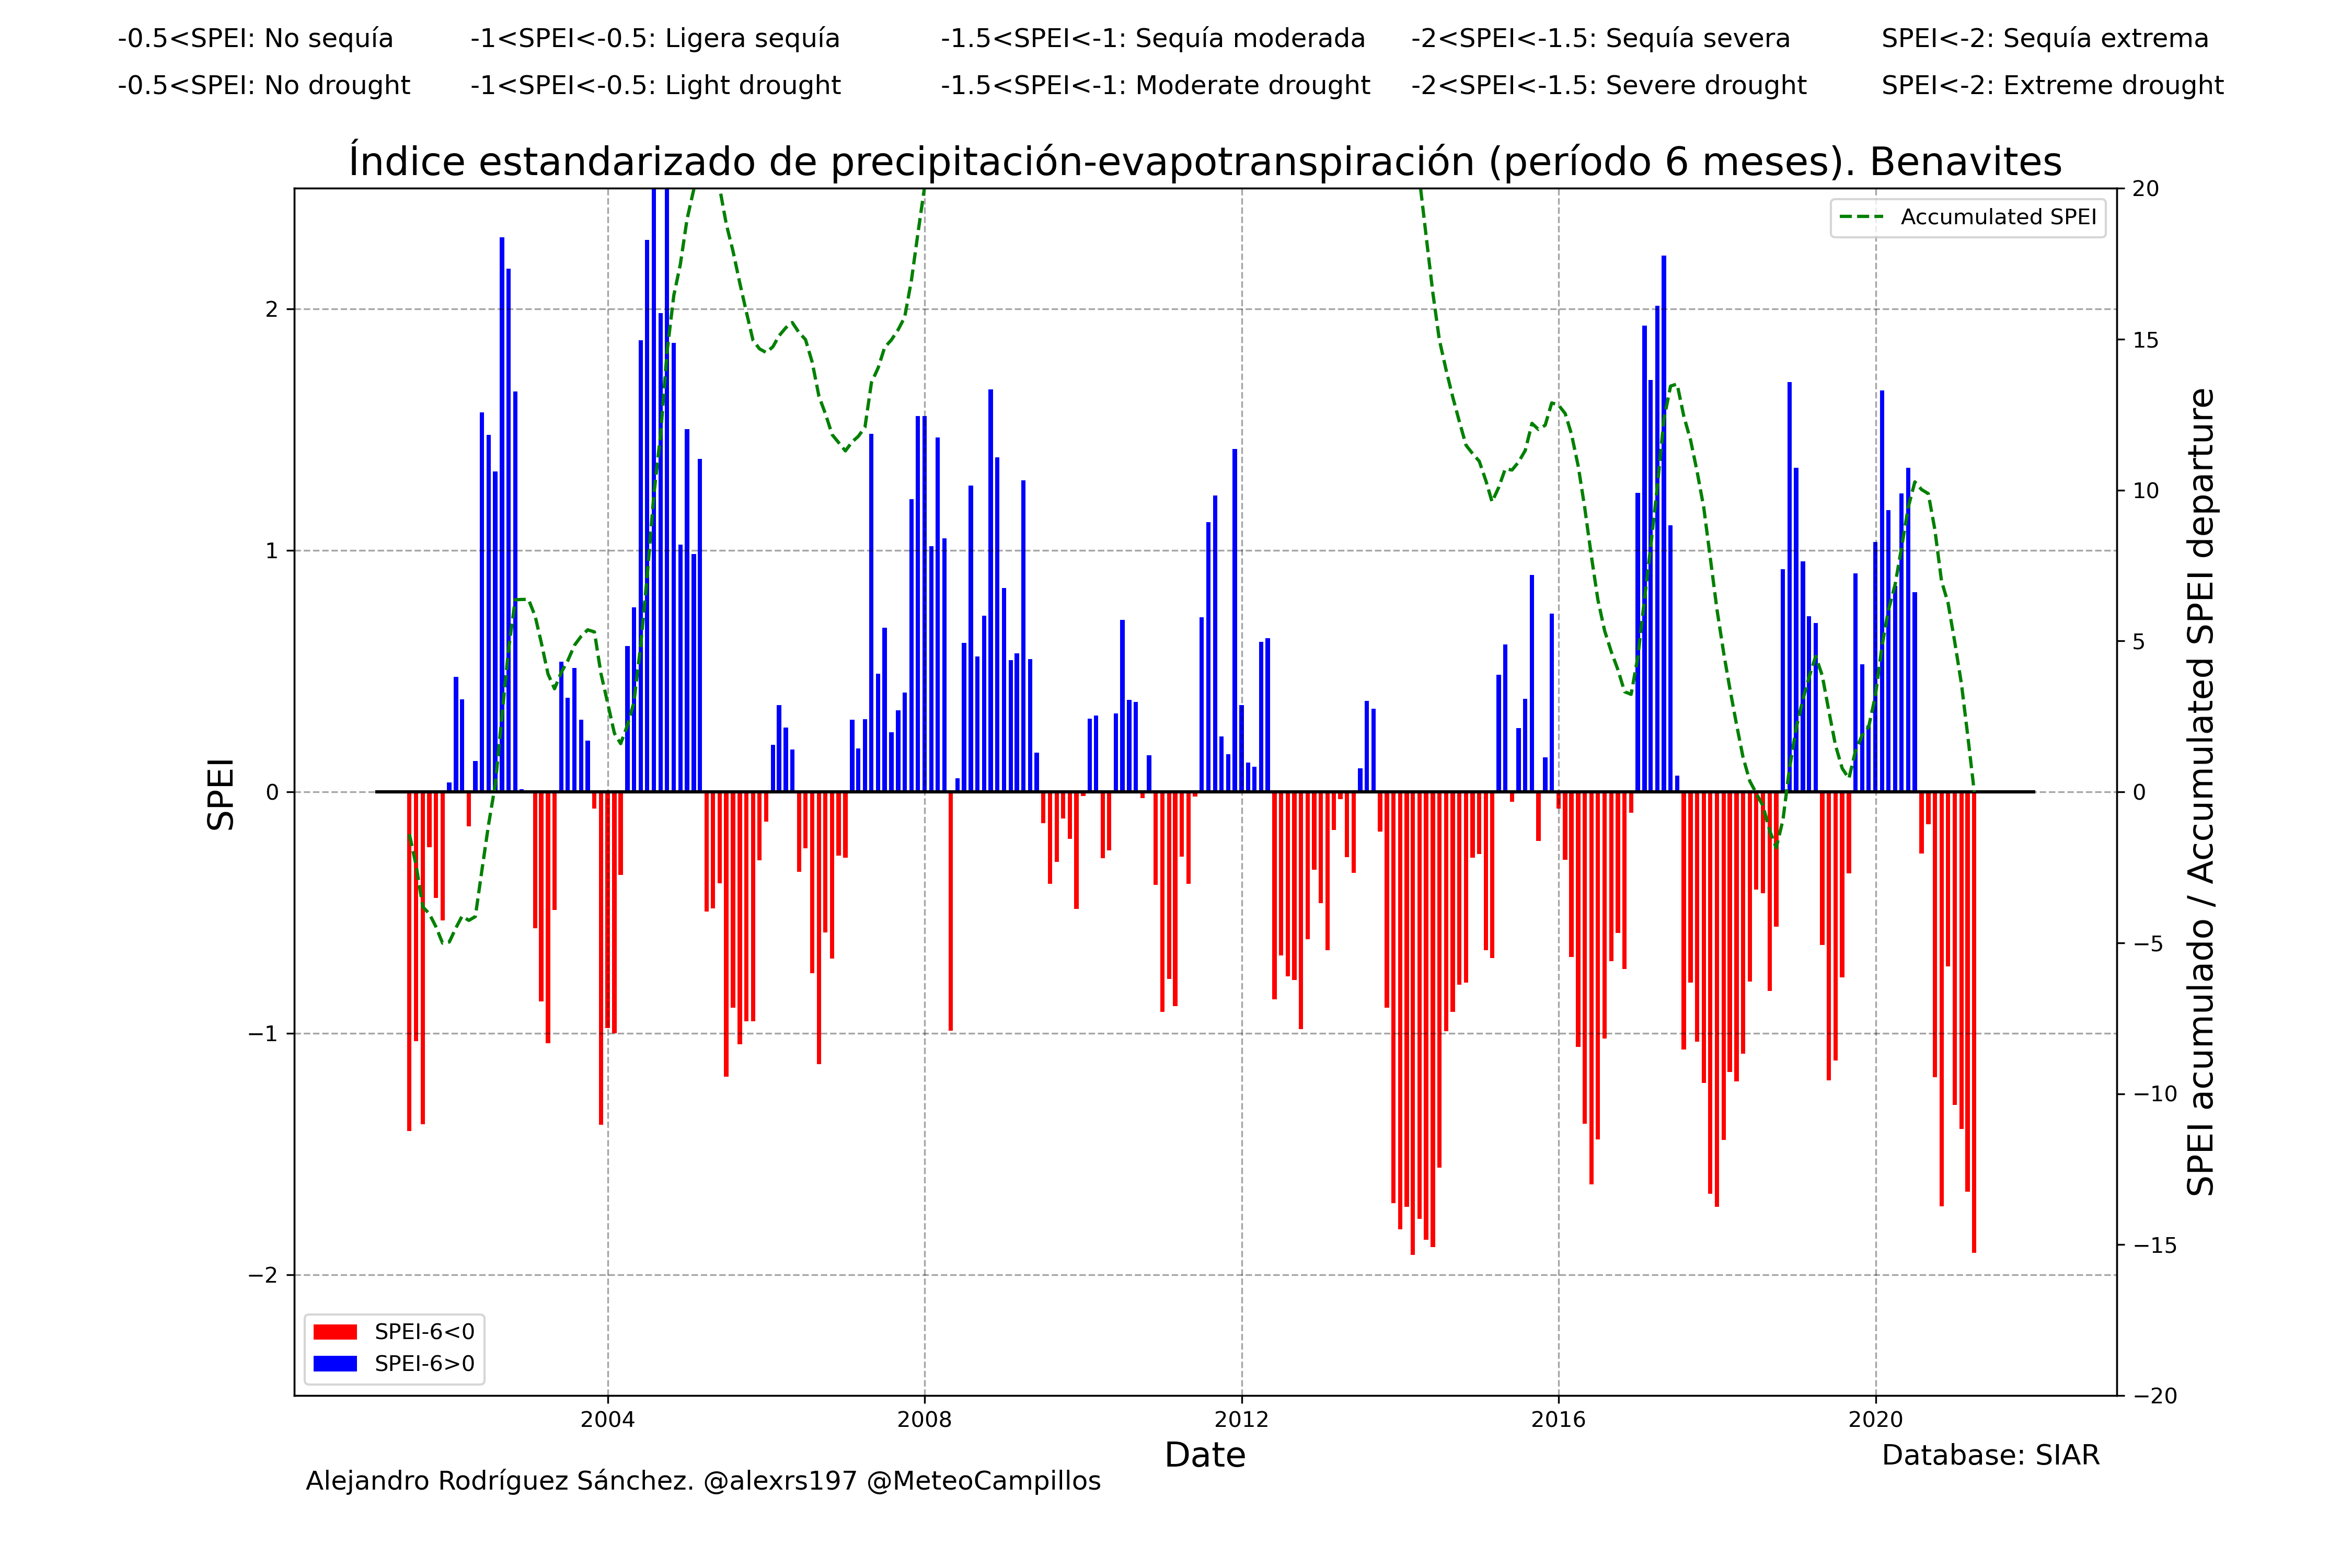 -0.5<SPEI: No sequía -1<SPEI<-0.5: Ligera sequía -1.5<SPEI<-1: Sequía moderada -2<SPEI<-1.5: Sequía severa SPEI<-2: Sequía extrema
-0.5<SPEI: No drought -1<SPEI<-0.5: Light drought -1.5<SPEI<-1: Moderate drought -2<SPEI<-1.5: Severe drought SPEI<-2: Extreme drought
Índice estandarizado de precipitación-evapotranspiración (período 6 meses). Benavites
Accumulated SPEI
SPEI
2
1
0
−1
−2
20
15
10
5
0
−5
−10
−15
−20
SPEI acumulado / Accumulated SPEI departure
SPEI-6<0
SPEI-6>0
2004 2008 2012 2016 2020
Date
Database: SIAR
Alejandro Rodríguez Sánchez. @alexrs197 @MeteoCampillos